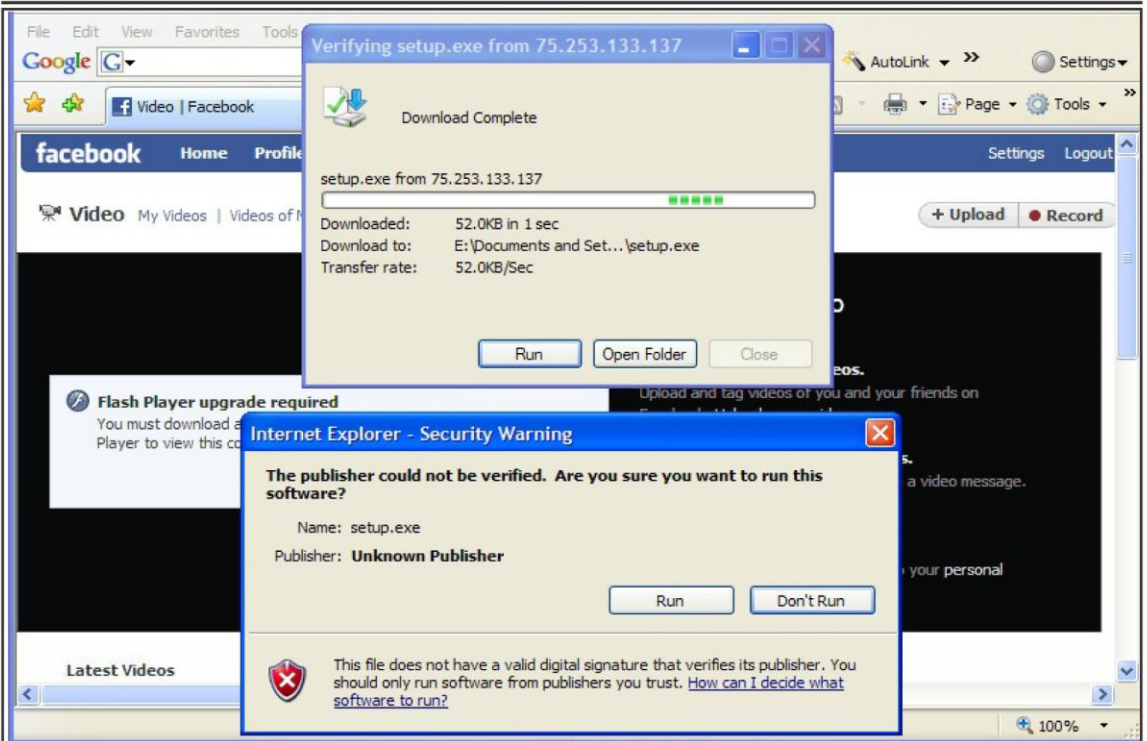 File Edit View Favorites Tools
Verifying setup.exe from 75.253.133.137
Google G
AutoLink
Settings
Video | Facebook
Page
Tools
Download Complete
facebook Home Profile
Settings Logout
setup.exe from 75.253.133.137
Video My Videos | Videos of
+ Upload
Record
Downloaded: 52.0KB in 1 sec
Download to: E:\Documents and Set...\setup.exe
Transfer rate: 52.0KB/Sec
Run
Open Folder
Close
Upload and tag videos of you and your friends on
Flash Player upgrade required
You must download
Player to view this
Internet Explorer - Security Warning
The publisher could not be verified. Are you sure you want to run this
software?
a video message.
Name: setup.exe
Publisher: Unknown Publisher
your personal
Run
Don't Run
This file does not have a valid digital signature that verifies its publisher. You
should only run software from publishers you trust. How can I decide what
software to run?
Latest Videos
100%